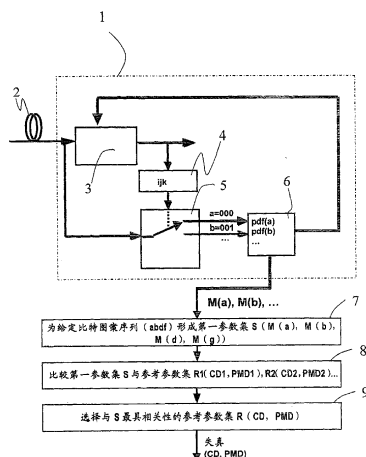 1
2
3
4
ijk
5
6
a=000
b=001
...
pdf(a)
pdf(b)
...
M(a), M(b), ...
7
为给定比特图案序列（abdf）形成第一参数集 S（M（a），M（b），
M（d），M（g））
8
比较第一参数集 S 与参考参数集 R1(CD1,PMD1), R2(CD2,PMD2)...
9
选择与 S 最具相关性的参考参数集 R（CD，PMD）
失真
(CD, PMD)